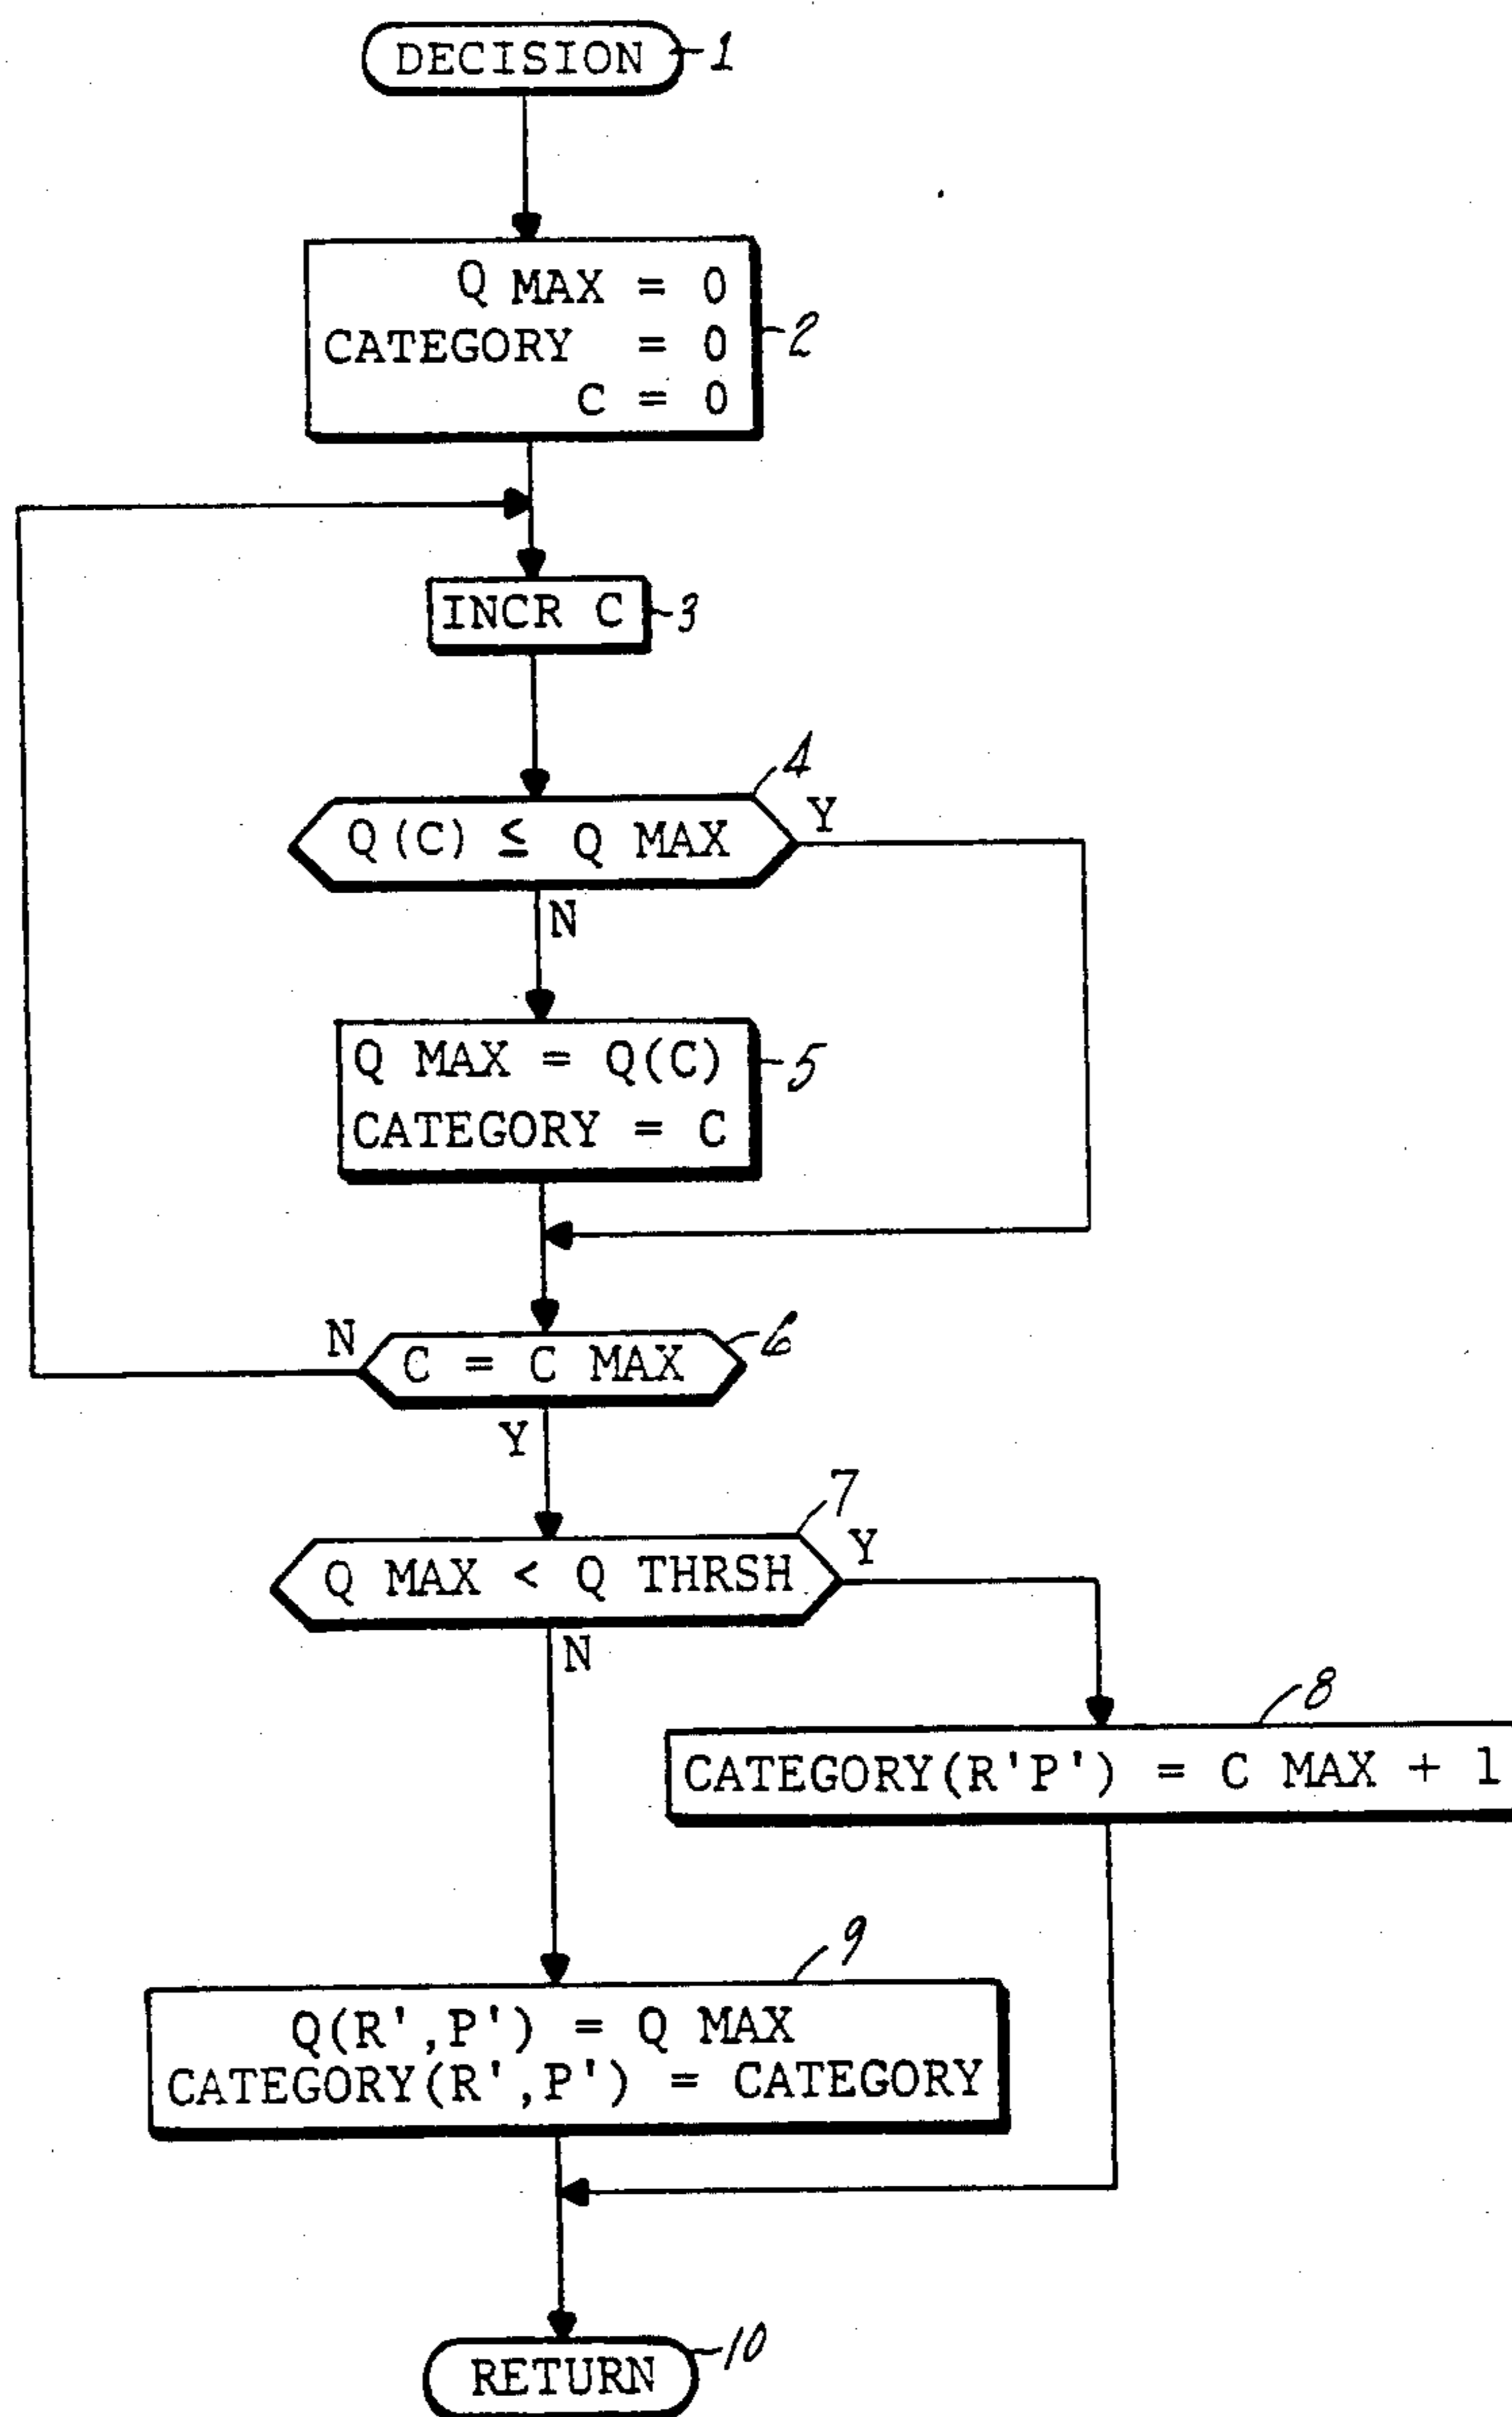 DECISION 1
Q MAX = 0
CATEGORY = 0
C = 0
2
INCR C 3
4
Q(C) ≤ Q MAX Y
N
Q MAX = Q(C)
CATEGORY = C
5
6
N C = C MAX
Y
7
Q MAX < Q THRSH Y
N
8
CATEGORY(R'P') = C MAX + 1
9
Q(R',P') = Q MAX
CATEGORY(R',P') = CATEGORY
RETURN 10